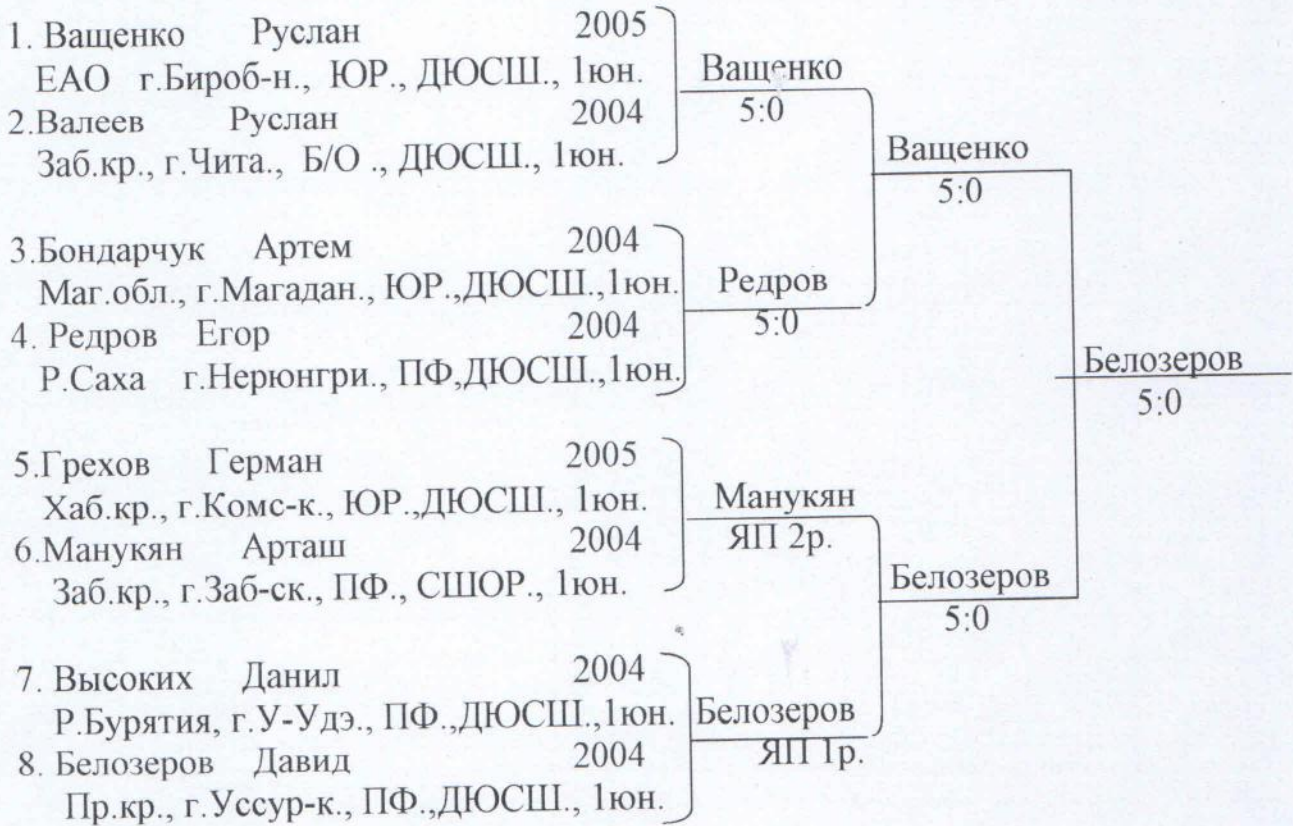 1. Ващенко Руслан 2005
ЕАО г.Бироб-н., ЮР., ДЮСШ., 1юн.
2.Валеев Руслан 2004
Заб.кр., г.Чита., Б/О ., ДЮСШ., 1юн.
Ващенко
5:0
Ващенко
5:0
3.Бондарчук Артем 2004
Маг.обл., г.Магадан., ЮР.,ДЮСШ.,1юн.
4. Редров Егор 2004
Р.Саха г.Нерюнгри., ПФ,ДЮСШ.,1юн.
Редров
5:0
Белозеров
5:0
5.Грехов Герман 2005
Хаб.кр., г.Комс-к., ЮР.,ДЮСШ., 1юн.
6.Манукян Арташ 2004
Заб.кр., г.Заб-ск., ПФ., СШОР., 1юн.
Манукян
ЯП 2р.
Белозеров
5:0
7. Высоких Данил 2004
Р.Бурятия, г.У-Удэ., ПФ.,ДЮСШ.,1юн.
8. Белозеров Давид 2004
Пр.кр., г.Уссур-к., ПФ.,ДЮСШ., 1юн.
Белозеров
ЯП 1р.